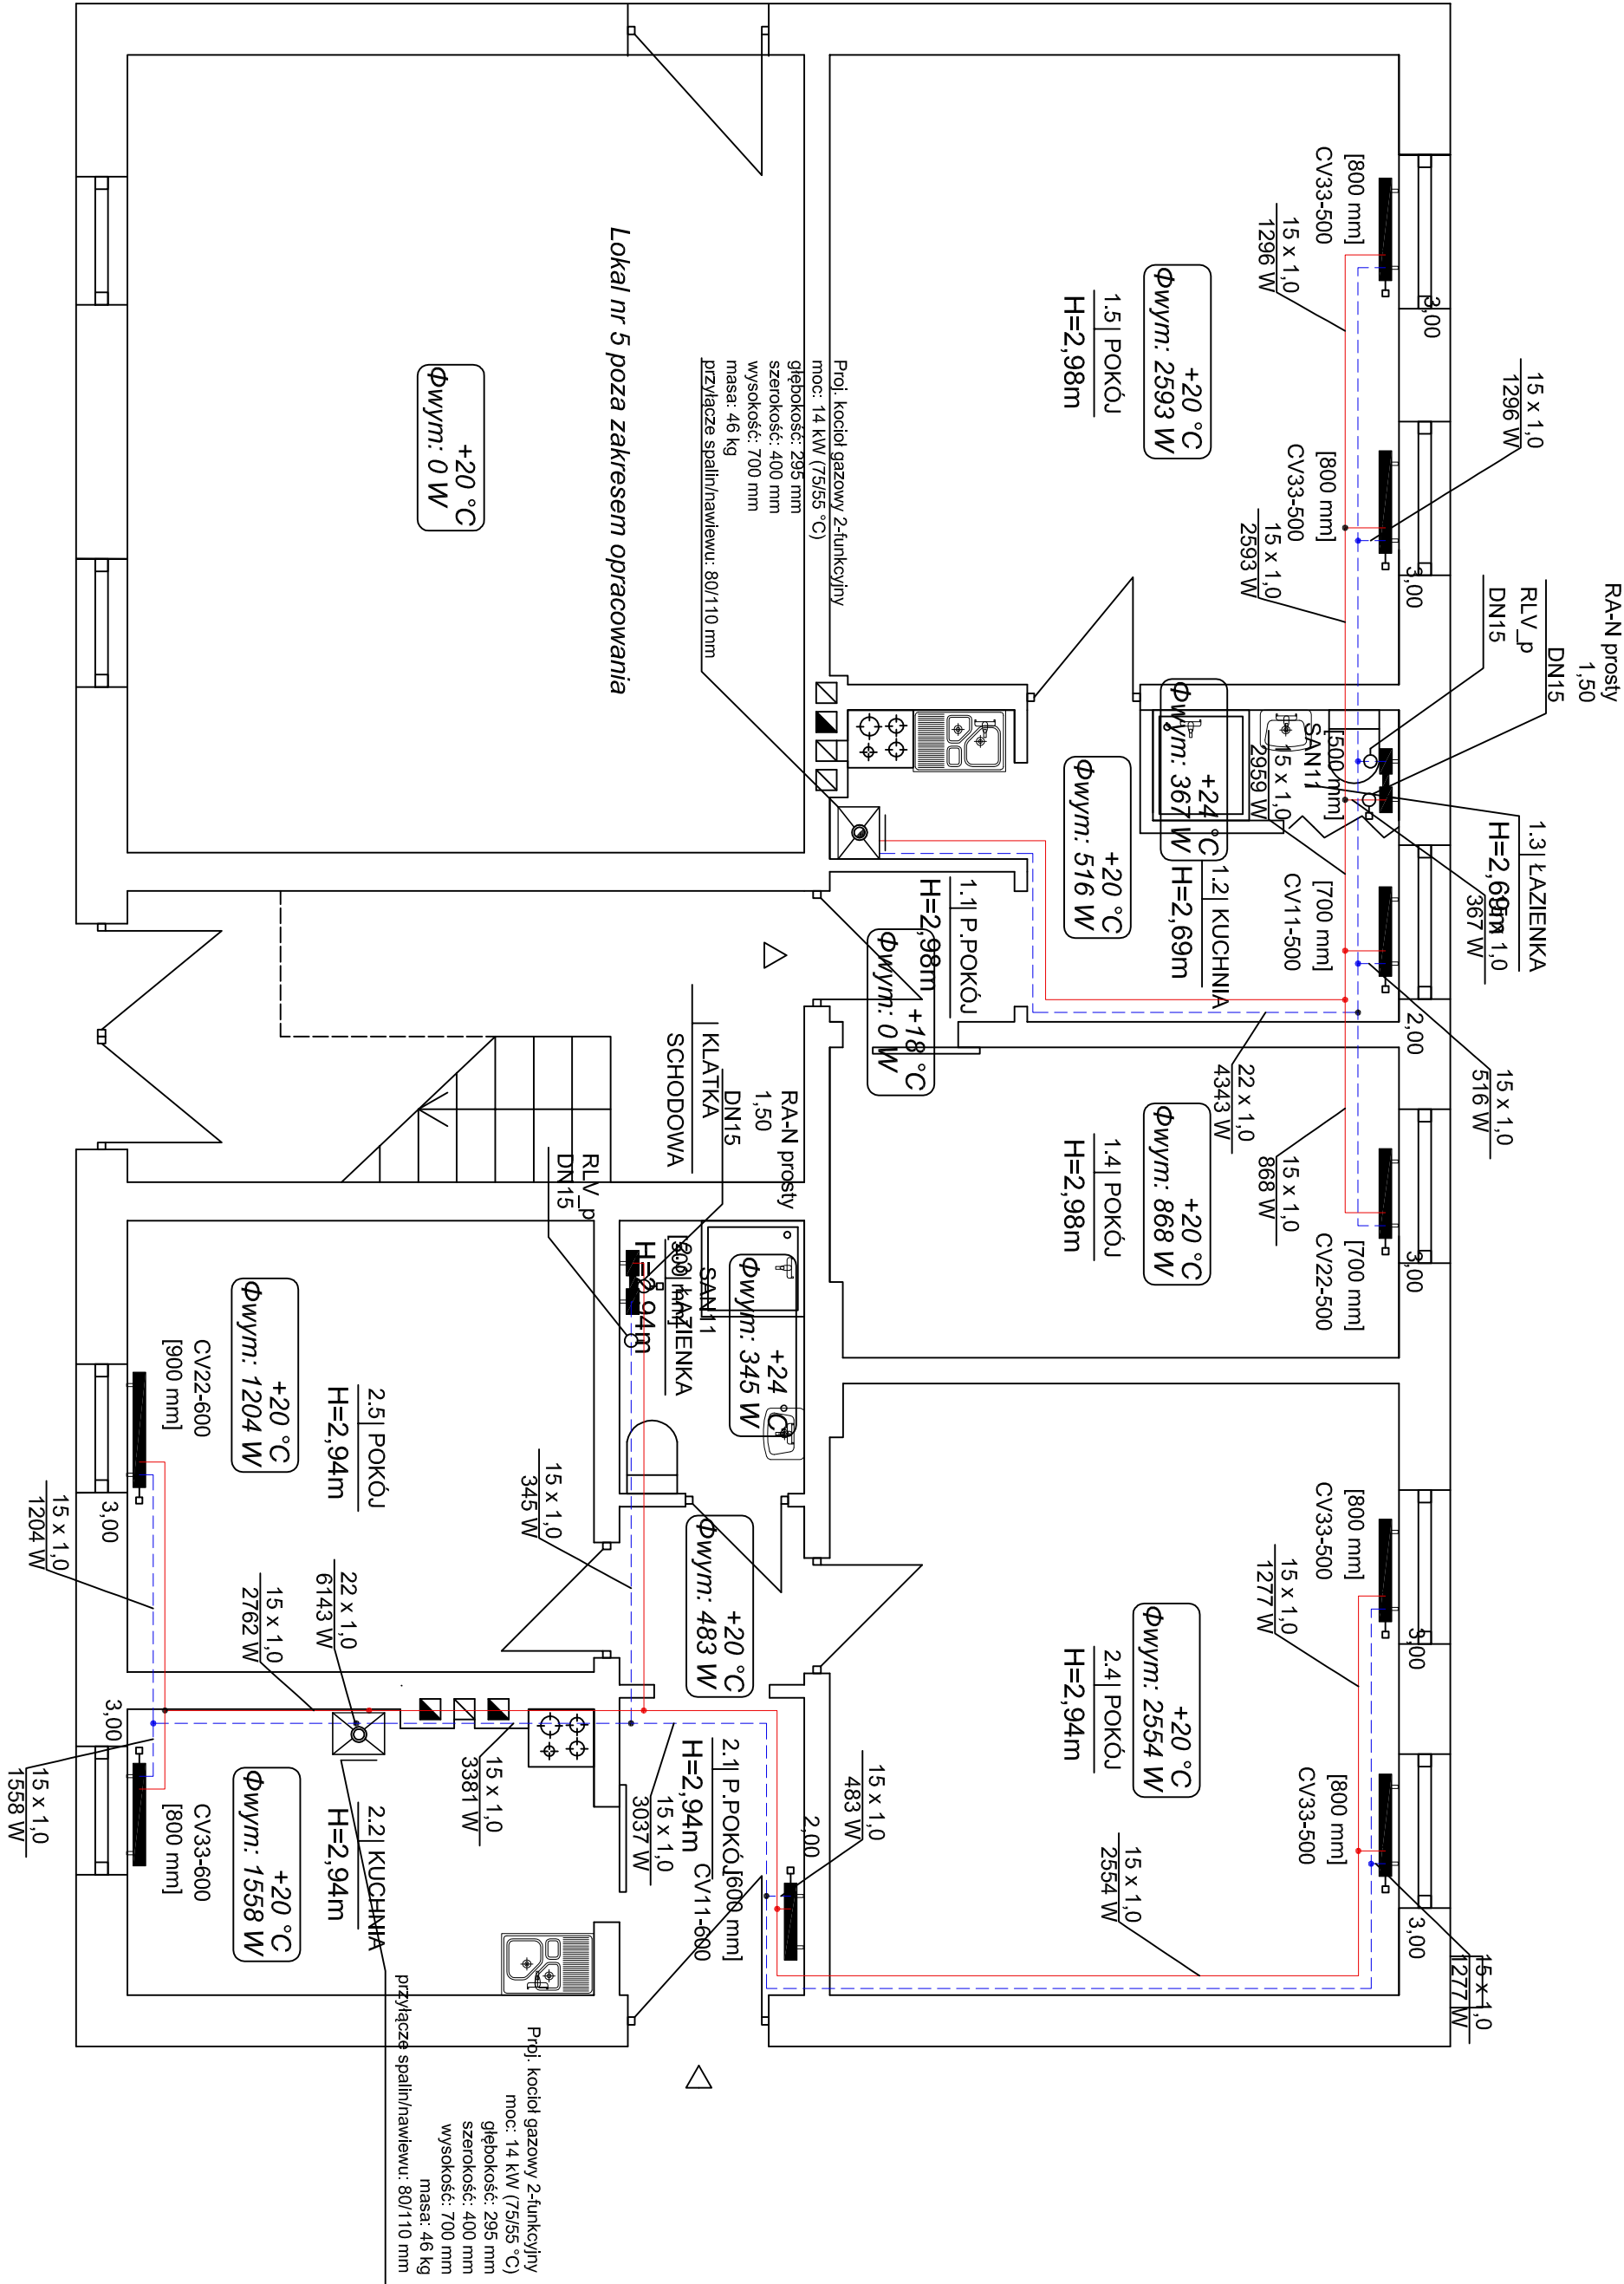 [800 mm]
CV33-500
15 x 1,0
1296 W
3,00
+20 °C
Φwym: 2593 W
1.5| POKÓJ
H=2,98m
15 x 1,0
1296 W
[800 mm]
CV33-500
15 x 1,0
2593 W
3,00
RA-N prosty
1,50
DN15
RLV_p
DN15
Proj. kocioł gazowy 2-funkcyjny
moc: 14 kW (75/55 °C)
głębokość: 295 mm
szerokość: 400 mm
wysokość: 700 mm
masa: 46 kg
przyłącze spalin/nawiewu: 80/110 mm
Lokal nr 5 poza zakresem opracowania
+20 °C
Φwym: 0 W
[500 mm]
SAN11
15 x 1,0
2959 W
+24 °C
Φwym: 367 W
1.3| ŁAZIENKA
H=2,69m
15 x 1,0
367 W
+20 °C
Φwym: 516 W
1.2| KUCHNIA
H=2,69m
[700 mm]
CV11-500
2,00
15 x 1,0
516 W
1.1| P.POKÓJ
H=2,98m
+18 °C
Φwym: 0 W
22 x 1,0
4343 W
15 x 1,0
868 W
+20 °C
Φwym: 868 W
1.4| POKÓJ
H=2,98m
[700 mm]
CV22-500
3,00
| KLATKA
SCHODOWA
RA-N prosty
1,50
DN15
RLV_p
DN15
[500 mm]
SAN11
2.3| ŁAZIENKA
H=2,94m
+24 °C
Φwym: 345 W
15 x 1,0
345 W
+20 °C
Φwym: 1204 W
2.5| POKÓJ
H=2,94m
CV22-600
[900 mm]
3,00
15 x 1,0
1204 W
15 x 1,0
2762 W
22 x 1,0
6143 W
+20 °C
Φwym: 483 W
[800 mm]
CV33-500
15 x 1,0
1277 W
3,00
+20 °C
Φwym: 2554 W
2.4| POKÓJ
H=2,94m
[800 mm]
CV33-500
3,00
15 x 1,0
1277 W
15 x 1,0
2554 W
15 x 1,0
483 W
2,00
2.1| P.POKÓJ
H=2,94m
[600 mm]
CV11-600
15 x 1,0
3037 W
15 x 1,0
3381 W
3,00
15 x 1,0
1558 W
CV33-600
[800 mm]
+20 °C
Φwym: 1558 W
2.2| KUCHNIA
H=2,94m
Proj. kocioł gazowy 2-funkcyjny
moc: 14 kW (75/55 °C)
głębokość: 295 mm
szerokość: 400 mm
wysokość: 700 mm
masa: 46 kg
przyłącze spalin/nawiewu: 80/110 mm